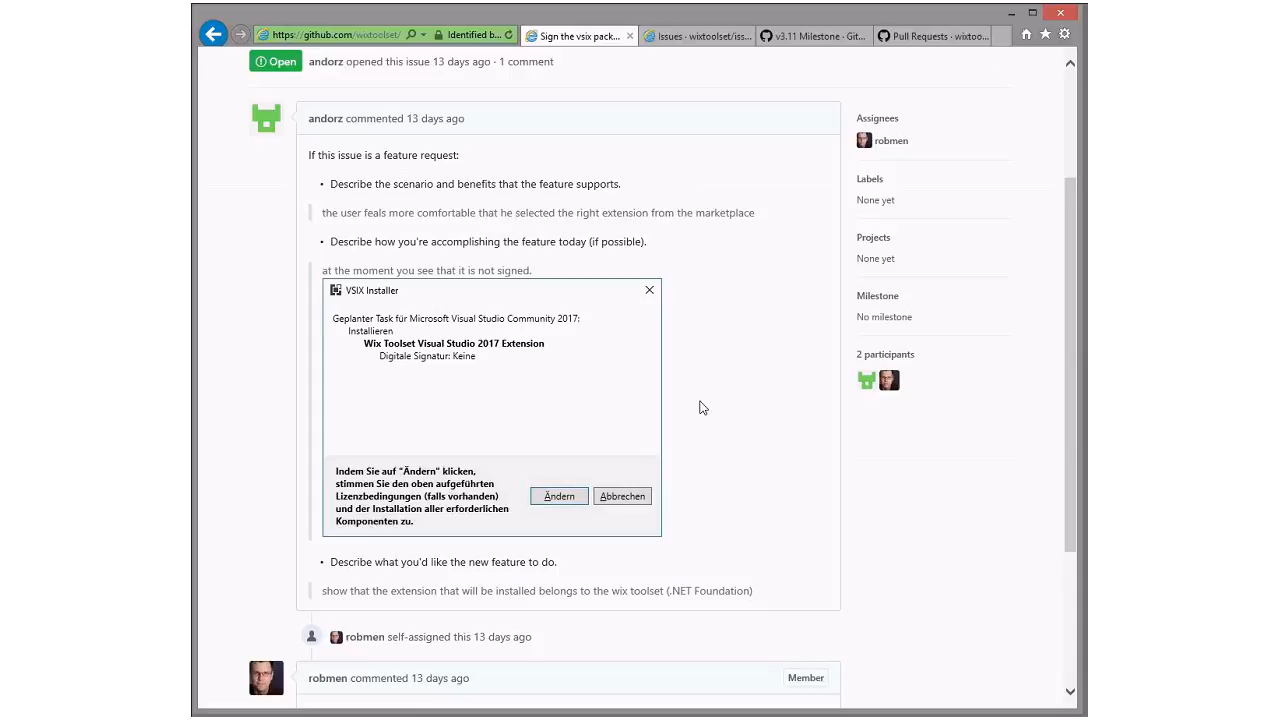 https://github.com/wixtoolset/
Identified b...
Sign the vsix pack...
Issues · wixtoolset/iss...
v3.11 Milestone · Git...
Pull Requests · wixtoo...
Open
andorz opened this issue 13 days ago · 1 comment
andorz commented 13 days ago
If this issue is a feature request:
• Describe the scenario and benefits that the feature supports.
the user feals more comfortable that he selected the right extension from the marketplace
• Describe how you're accomplishing the feature today (if possible).
at the moment you see that it is not signed.
VSIX Installer
Geplanter Task für Microsoft Visual Studio Community 2017:
Installieren
Wix Toolset Visual Studio 2017 Extension
Digitale Signatur: Keine
Indem Sie auf "Ändern" klicken,
stimmen Sie den oben aufgeführten
Lizenzbedingungen (falls vorhanden)
und der Installation aller erforderlichen
Komponenten zu.
Ändern
Abbrechen
• Describe what you'd like the new feature to do.
show that the extension that will be installed belongs to the wix toolset (.NET Foundation)
robmen self-assigned this 13 days ago
robmen commented 13 days ago
Member
Assignees
robmen
Labels
None yet
Projects
None yet
Milestone
No milestone
2 participants